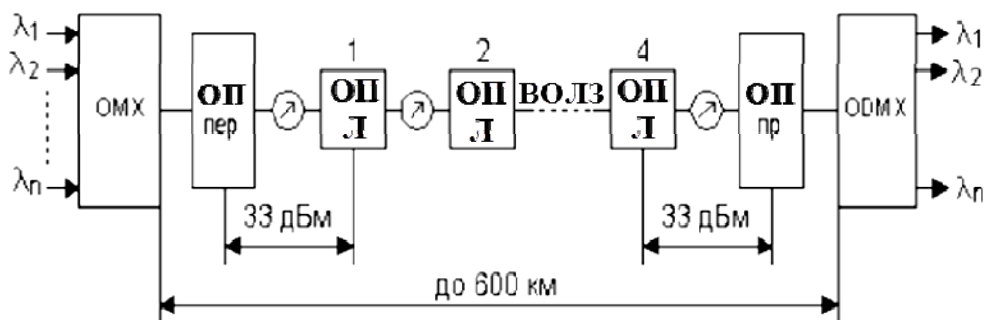 λ1
λ2
λn
OMX
ОП
пер
1
ОП
Л
2
ОП
Л
ВОЛЗ
4
ОП
Л
ОП
пр
ODMX
λ1
λ2
λn
33 дБм
33 дБм
до 600 км